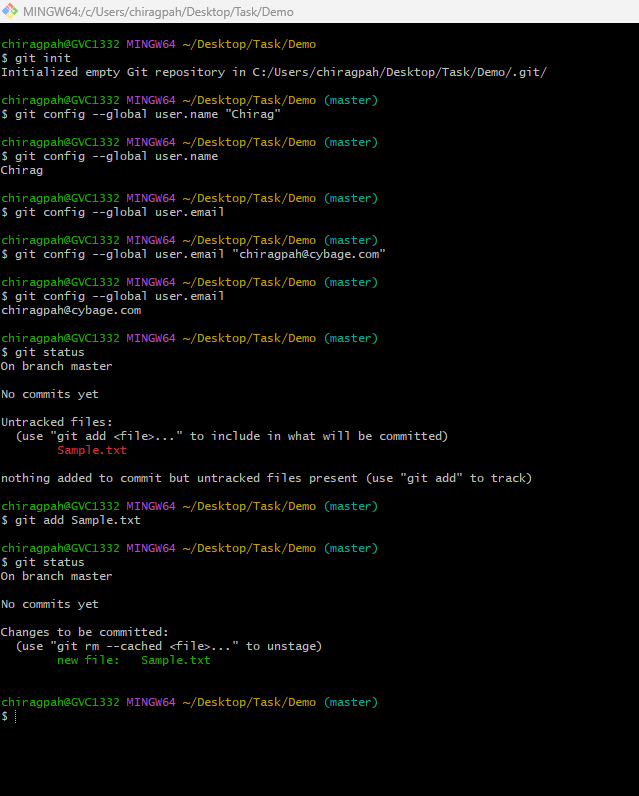 MINGW64:/c/Users/chiragpah/Desktop/Task/Demo
chiragpah@GVC1332 MINGW64 ~/Desktop/Task/Demo
$ git init
Initialized empty Git repository in C:/Users/chiragpah/Desktop/Task/Demo/.git/
chiragpah@GVC1332 MINGW64 ~/Desktop/Task/Demo (master)
$ git config --global user.name "Chirag"
chiragpah@GVC1332 MINGW64 ~/Desktop/Task/Demo (master)
$ git config --global user.name
Chirag
chiragpah@GVC1332 MINGW64 ~/Desktop/Task/Demo (master)
$ git config --global user.email
chiragpah@GVC1332 MINGW64 ~/Desktop/Task/Demo (master)
$ git config --global user.email "chiragpah@cybage.com"
chiragpah@GVC1332 MINGW64 ~/Desktop/Task/Demo (master)
$ git config --global user.email
chiragpah@cybage.com
chiragpah@GVC1332 MINGW64 ~/Desktop/Task/Demo (master)
$ git status
On branch master
No commits yet
Untracked files:
  (use "git add <file>..." to include in what will be committed)
        Sample.txt
nothing added to commit but untracked files present (use "git add" to track)
chiragpah@GVC1332 MINGW64 ~/Desktop/Task/Demo (master)
$ git add Sample.txt
chiragpah@GVC1332 MINGW64 ~/Desktop/Task/Demo (master)
$ git status
On branch master
No commits yet
Changes to be committed:
  (use "git rm --cached <file>..." to unstage)
        new file:   Sample.txt
chiragpah@GVC1332 MINGW64 ~/Desktop/Task/Demo (master)
$